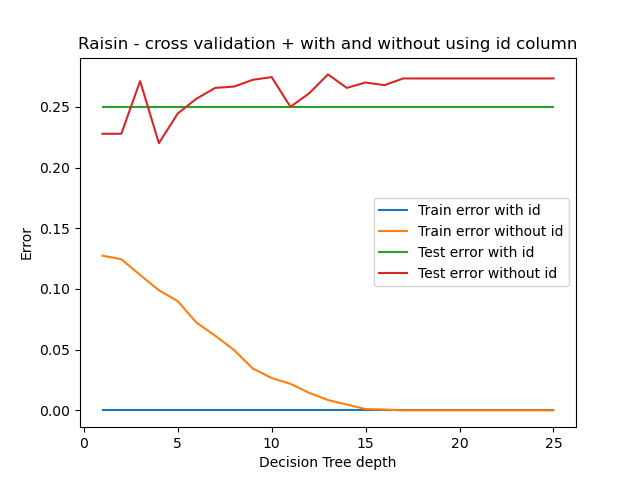 Raisin - cross validation + with and without using id column
Error
0.25
0.20
0.15
0.10
0.05
0.00
Train error with id
Train error without id
Test error with id
Test error without id
0
5
10
15
20
25
Decision Tree depth